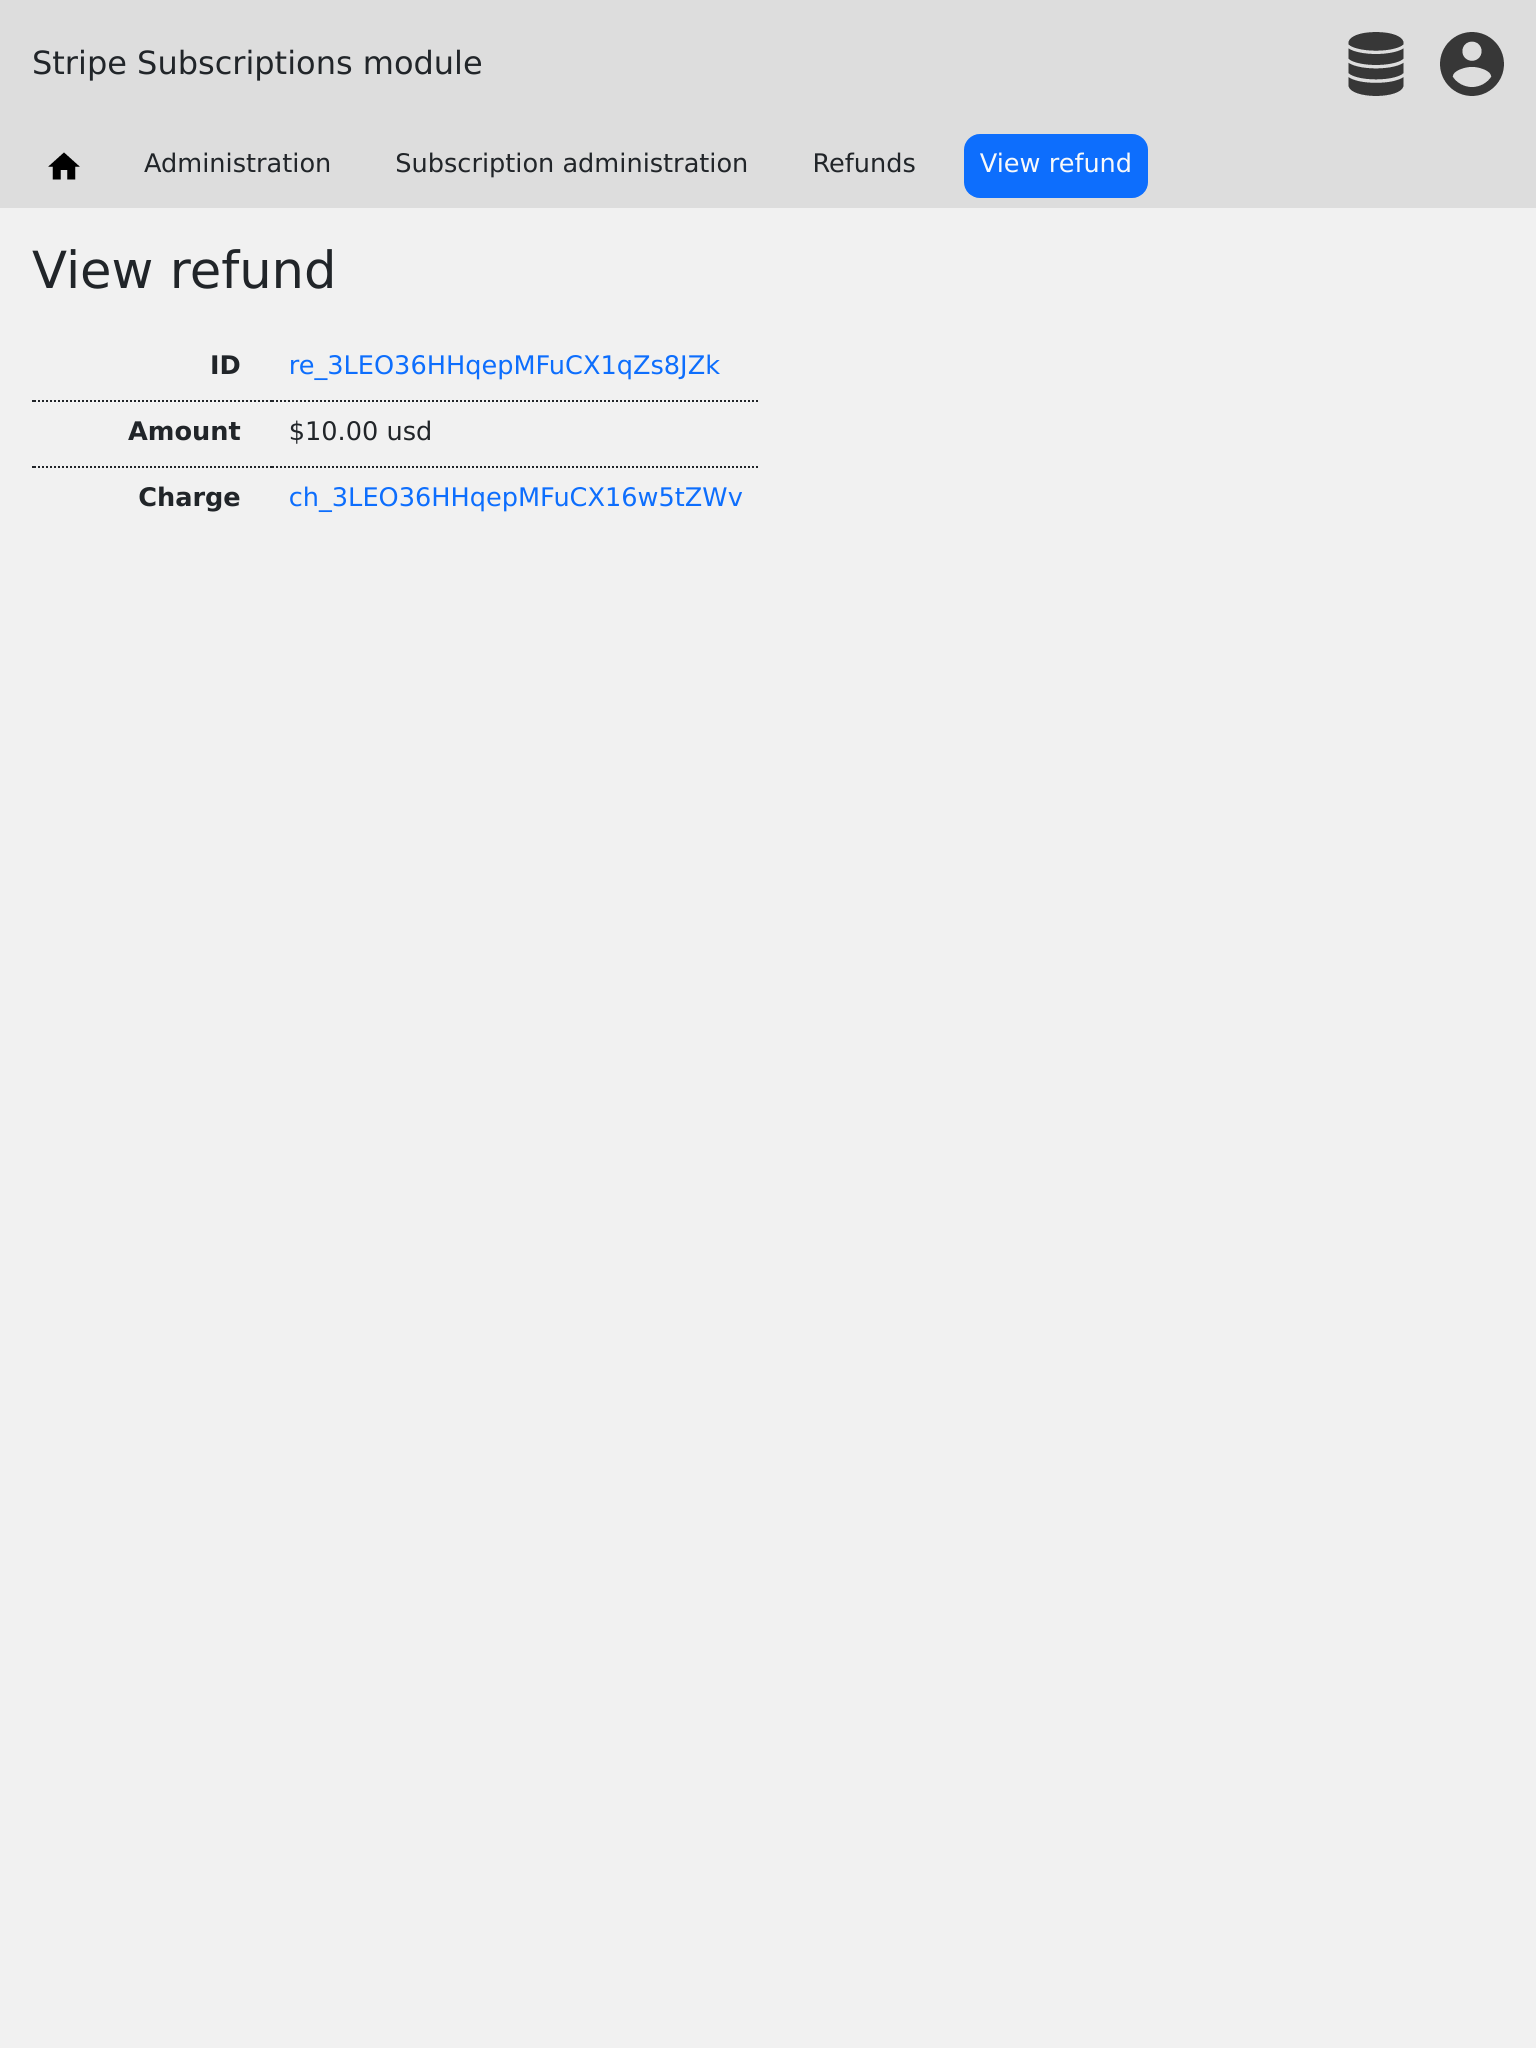 Stripe Subscriptions module
Administration Subscription administration Refunds View refund
View refund
ID re_3LEO36HHqepMFuCX1qZs8JZk
Amount $10.00 usd
Charge ch_3LEO36HHqepMFuCX16w5tZWv